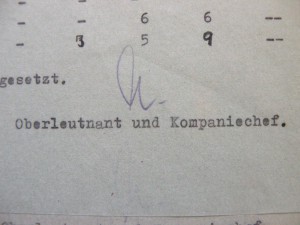 - - - - --
- - 6 6 --
- 3 5 9 --
gesetzt.
Oberleutnant und Kompaniechef.